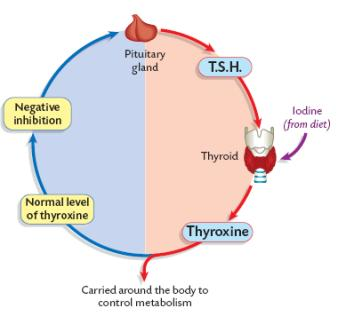 Pituitary
gland
T.S.H.
Iodine
(from diet)
Negative
inhibition
Thyroid
Normal level
of thyroxine
Thyroxine
Carried around the body to
control metabolism